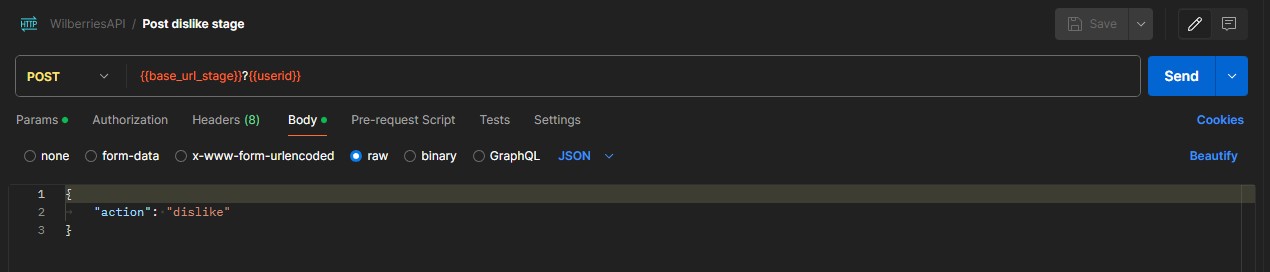 HTTP WilberriesAPI / Post dislike stage Save
POST {{base_url_stage}}?{{userid}} Send
Params Authorization Headers (8) Body Pre-request Script Tests Settings Cookies
none form-data x-www-form-urlencoded raw binary GraphQL JSON Beautify
1 {
2 "action": "dislike"
3 }